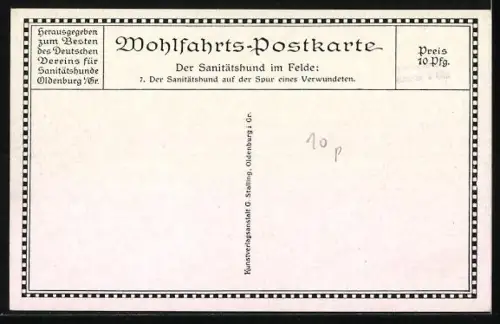 Herausgegeben
zum Besten
des Deutschen
Vereins für
Sanitätshunde
Oldenburg i/Gr.
Wohlfahrts-Postkarte
Der Sanitätshund im Felde:
7. Der Sanitätshund auf der Spur eines Verwundeten.
Preis
10 Pfg.
Kunstverlagsanstalt G. Stalling, Oldenburg i. Gr.
10 p